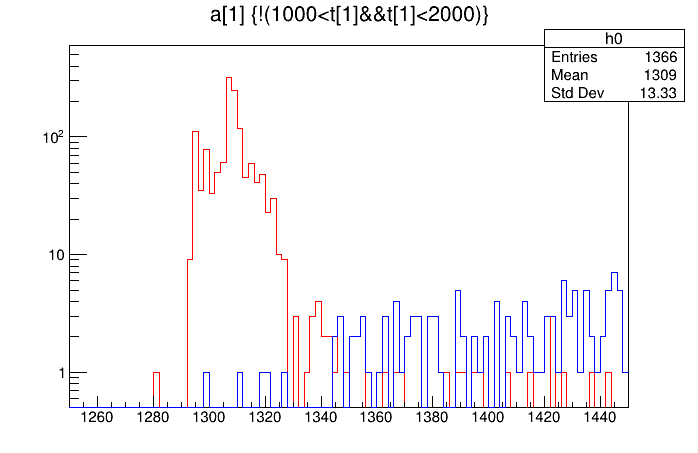 a[1] {!(1000<t[1]&&t[1]<2000)}
h0
Entries 1366
Mean 1309
Std Dev 13.33
10²
10
1
1260 1280 1300 1320 1340 1360 1380 1400 1420 1440